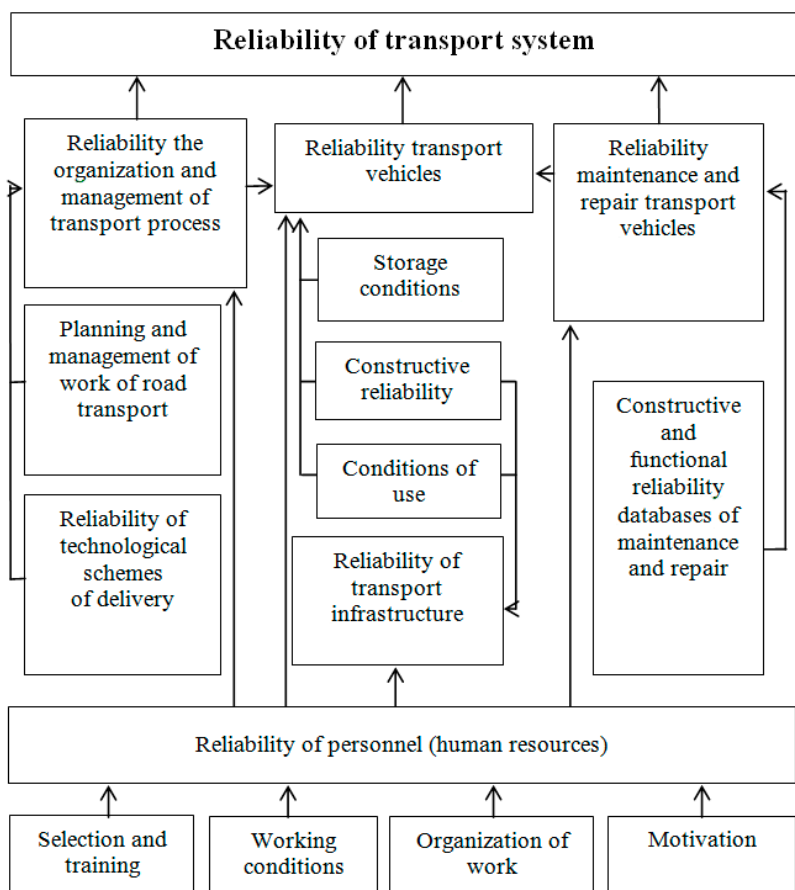 Reliability of transport system
Reliability the
organization and
management of
transport process
Reliability transport
vehicles
Reliability
maintenance and
repair transport
vehicles
Storage
conditions
Planning and
management of
work of road
transport
Constructive
reliability
Constructive
and
functional
reliability
databases of
maintenance
and repair
Conditions of
use
Reliability of
technological
schemes
of delivery
Reliability of
transport
infrastructure
Reliability of personnel (human resources)
Selection and
training
Working
conditions
Organization of
work
Motivation